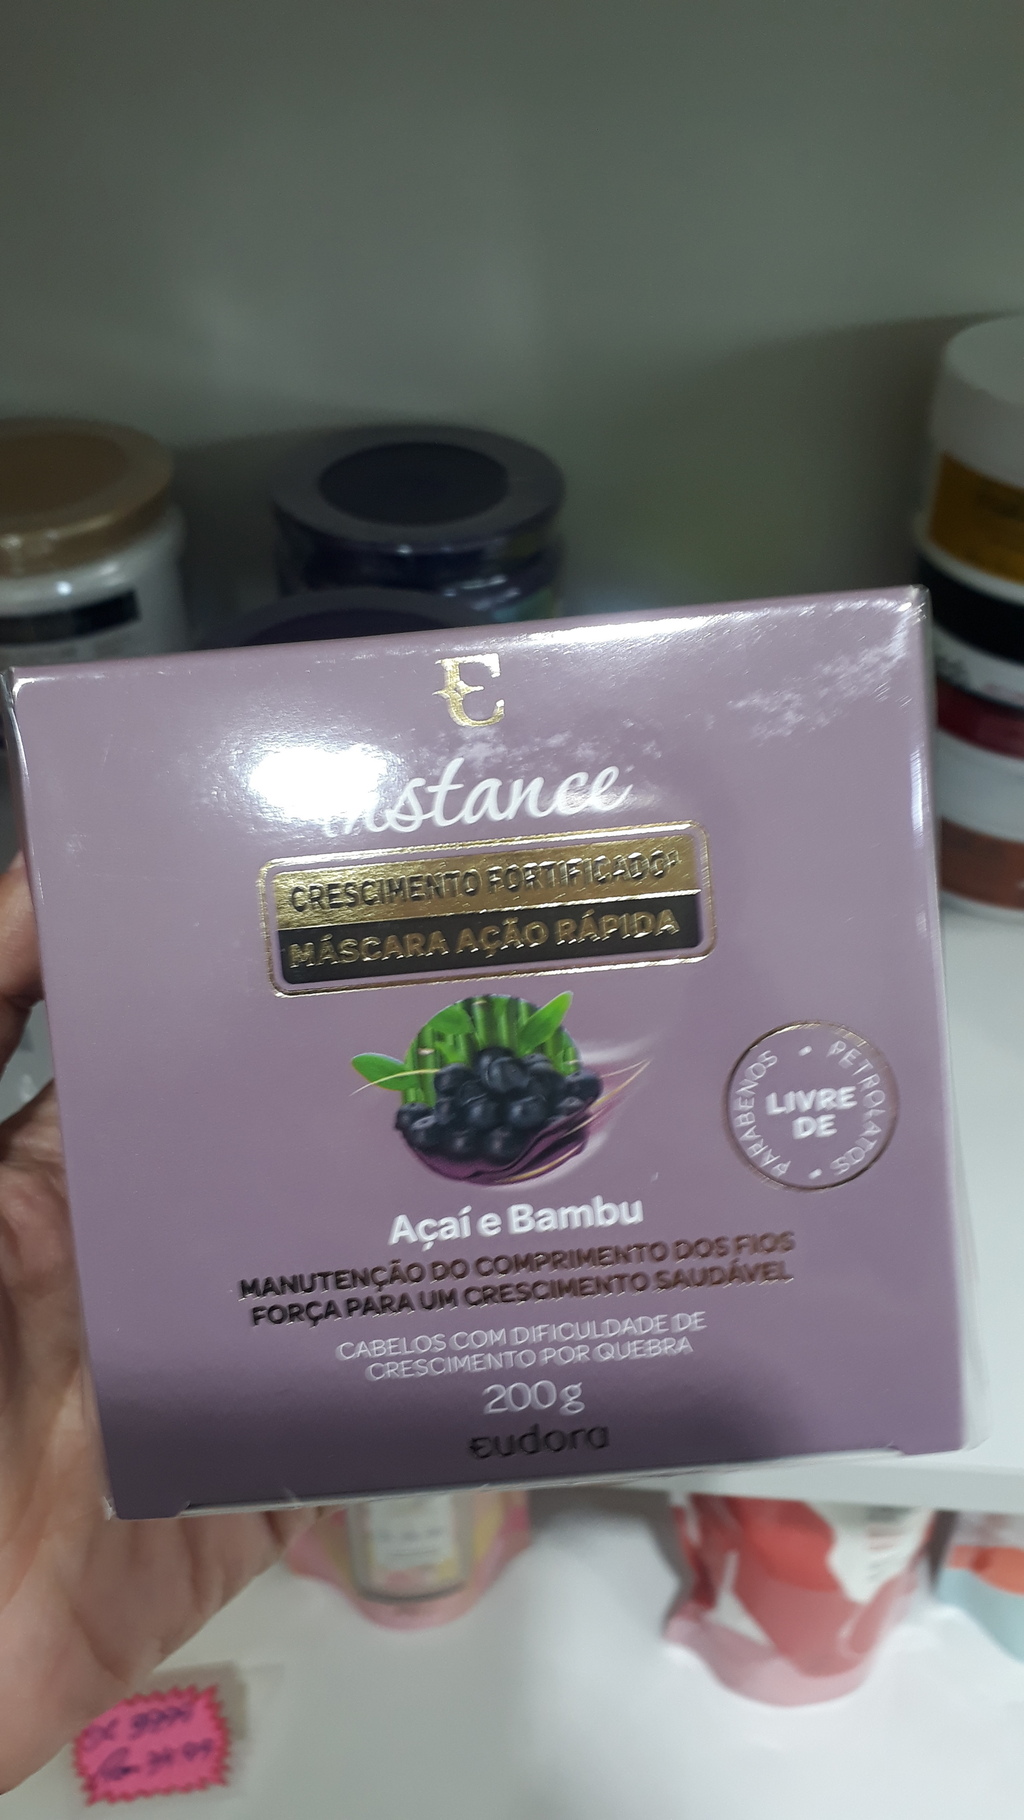 E
instance
CRESCIMENTO FORTIFICADO¹
MÁSCARA AÇÃO RÁPIDA
PARABENOS • PETROLATOS •
LIVRE
DE
Açaí e Bambu
MANUTENÇÃO DO COMPRIMENTO DOS FIOS
FORÇA PARA UM CRESCIMENTO SAUDÁVEL
CABELOS COM DIFICULDADE DE
CRESCIMENTO POR QUEBRA
200g
eudora